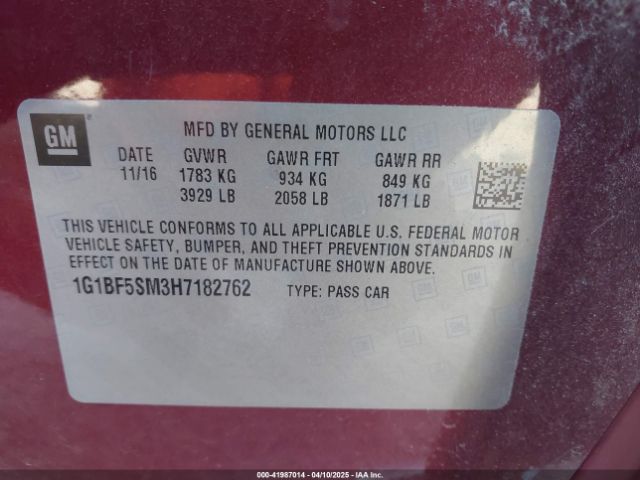 GM
MFD BY GENERAL MOTORS LLC
DATE GVWR GAWR FRT GAWR RR
11/16 1783 KG 934 KG 849 KG
3929 LB 2058 LB 1871 LB
THIS VEHICLE CONFORMS TO ALL APPLICABLE U.S. FEDERAL MOTOR
VEHICLE SAFETY, BUMPER, AND THEFT PREVENTION STANDARDS IN
EFFECT ON THE DATE OF MANUFACTURE SHOWN ABOVE.
1G1BF5SM3H7182762 TYPE: PASS CAR
000-41987014 - 04/10/2025 - IAAI.COM